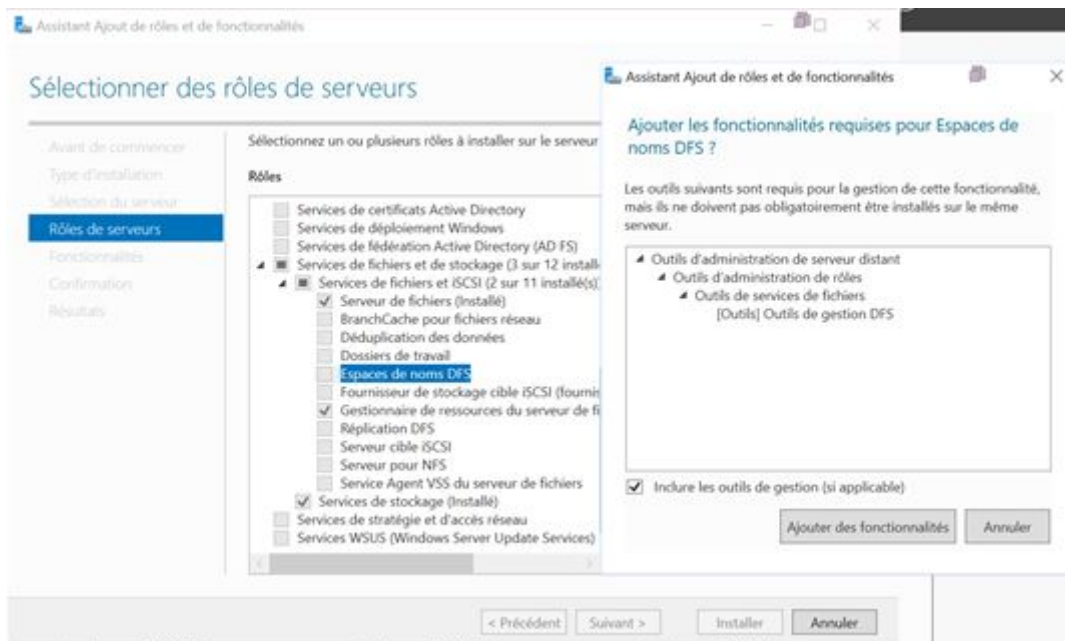 Assistant Ajout de rôles et de fonctionnalités
Sélectionner des rôles de serveurs
Avant de commencer
Type d'installation
Sélection du serveur
Rôles de serveurs
Fonctionnalités
Confirmation
Résultats
Sélectionnez un ou plusieurs rôles à installer sur le serveur
Rôles
Services de certificats Active Directory
Services de déploiement Windows
Services de fédération Active Directory (AD FS)
Services de fichiers et de stockage (3 sur 12 install
Services de fichiers et iSCSI (2 sur 11 installé(s)
Serveur de fichiers (Installé)
BranchCache pour fichiers réseau
Déduplication des données
Dossiers de travail
Espaces de noms DFS
Fournisseur de stockage cible iSCSI (fournis
Gestionnaire de ressources du serveur de fi
Réplication DFS
Serveur cible iSCSI
Serveur pour NFS
Service Agent VSS du serveur de fichiers
Services de stockage (Installé)
Services de stratégie et d'accès réseau
Services WSUS (Windows Server Update Services)
< Précédent
Suivant >
Installer
Annuler
Assistant Ajout de rôles et de fonctionnalités
Ajouter les fonctionnalités requises pour Espaces de
noms DFS ?
Les outils suivants sont requis pour la gestion de cette fonctionnalité,
mais ils ne doivent pas obligatoirement être installés sur le même
serveur.
Outils d'administration de serveur distant
Outils d'administration de rôles
Outils de services de fichiers
[Outils] Outils de gestion DFS
Inclure les outils de gestion (si applicable)
Ajouter des fonctionnalités
Annuler